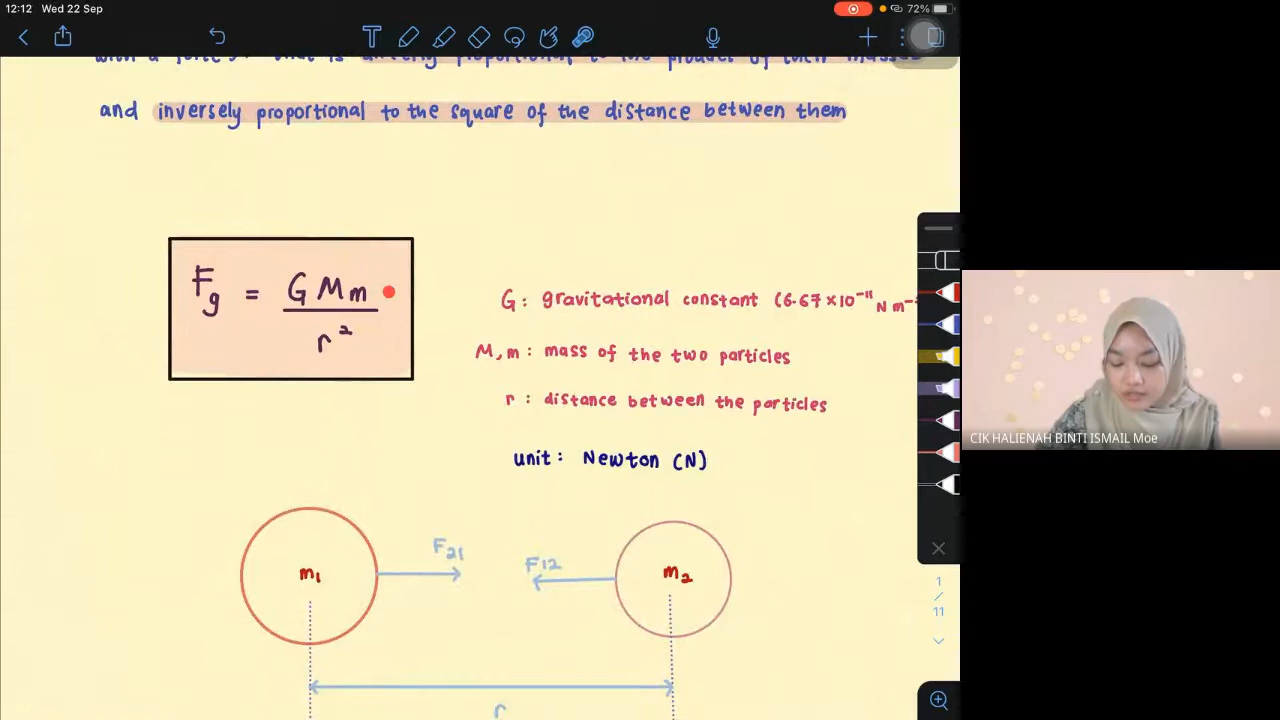 12:12 Wed 22 Sep
72%
and inversely proportional to the square of the distance between them
Fg = G M m
r²
G: gravitational constant (6.67 × 10⁻¹¹ N m⁻
M, m: mass of the two particles
r: distance between the particles
unit: Newton (N)
F21
F12
m1
m2
r
1
/
11
CIK HALIENAH BINTI ISMAIL Moe